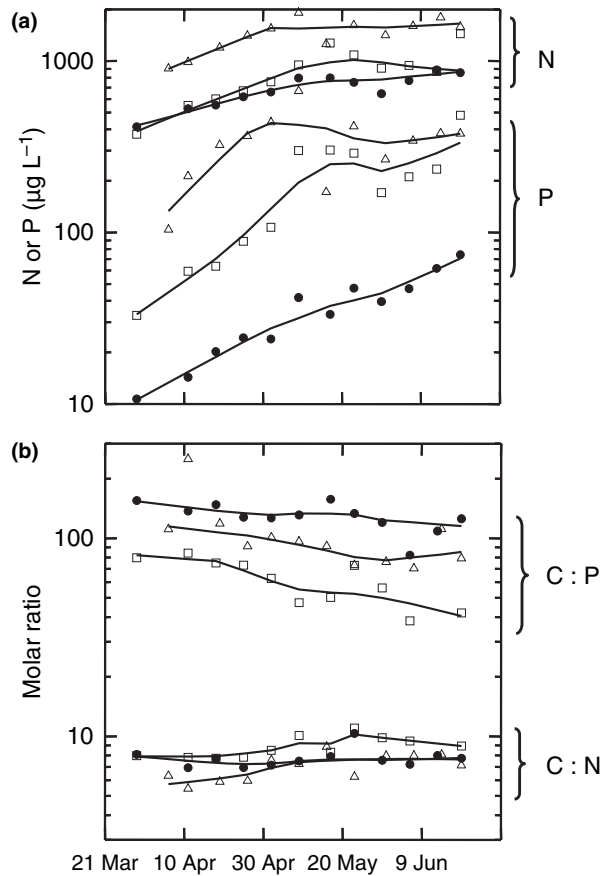 (a)
1000
100
10
N or P (µg L⁻¹)
N
P
(b)
100
10
Molar ratio
C : P
C : N
21 Mar 10 Apr 30 Apr 20 May 9 Jun